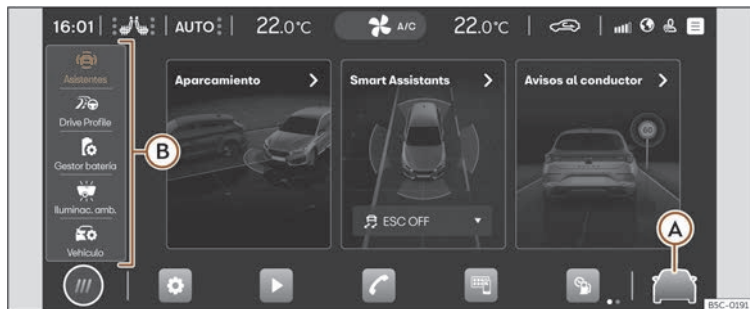 16:01 AUTO 22.0°C A/C 22.0°C
Asistentes
Drive Profile
Gestor batería
Iluminac. amb.
Vehículo
B
Aparcamiento
Smart Assistants
Avisos al conductor
60
ESC OFF
A
B5C-0191